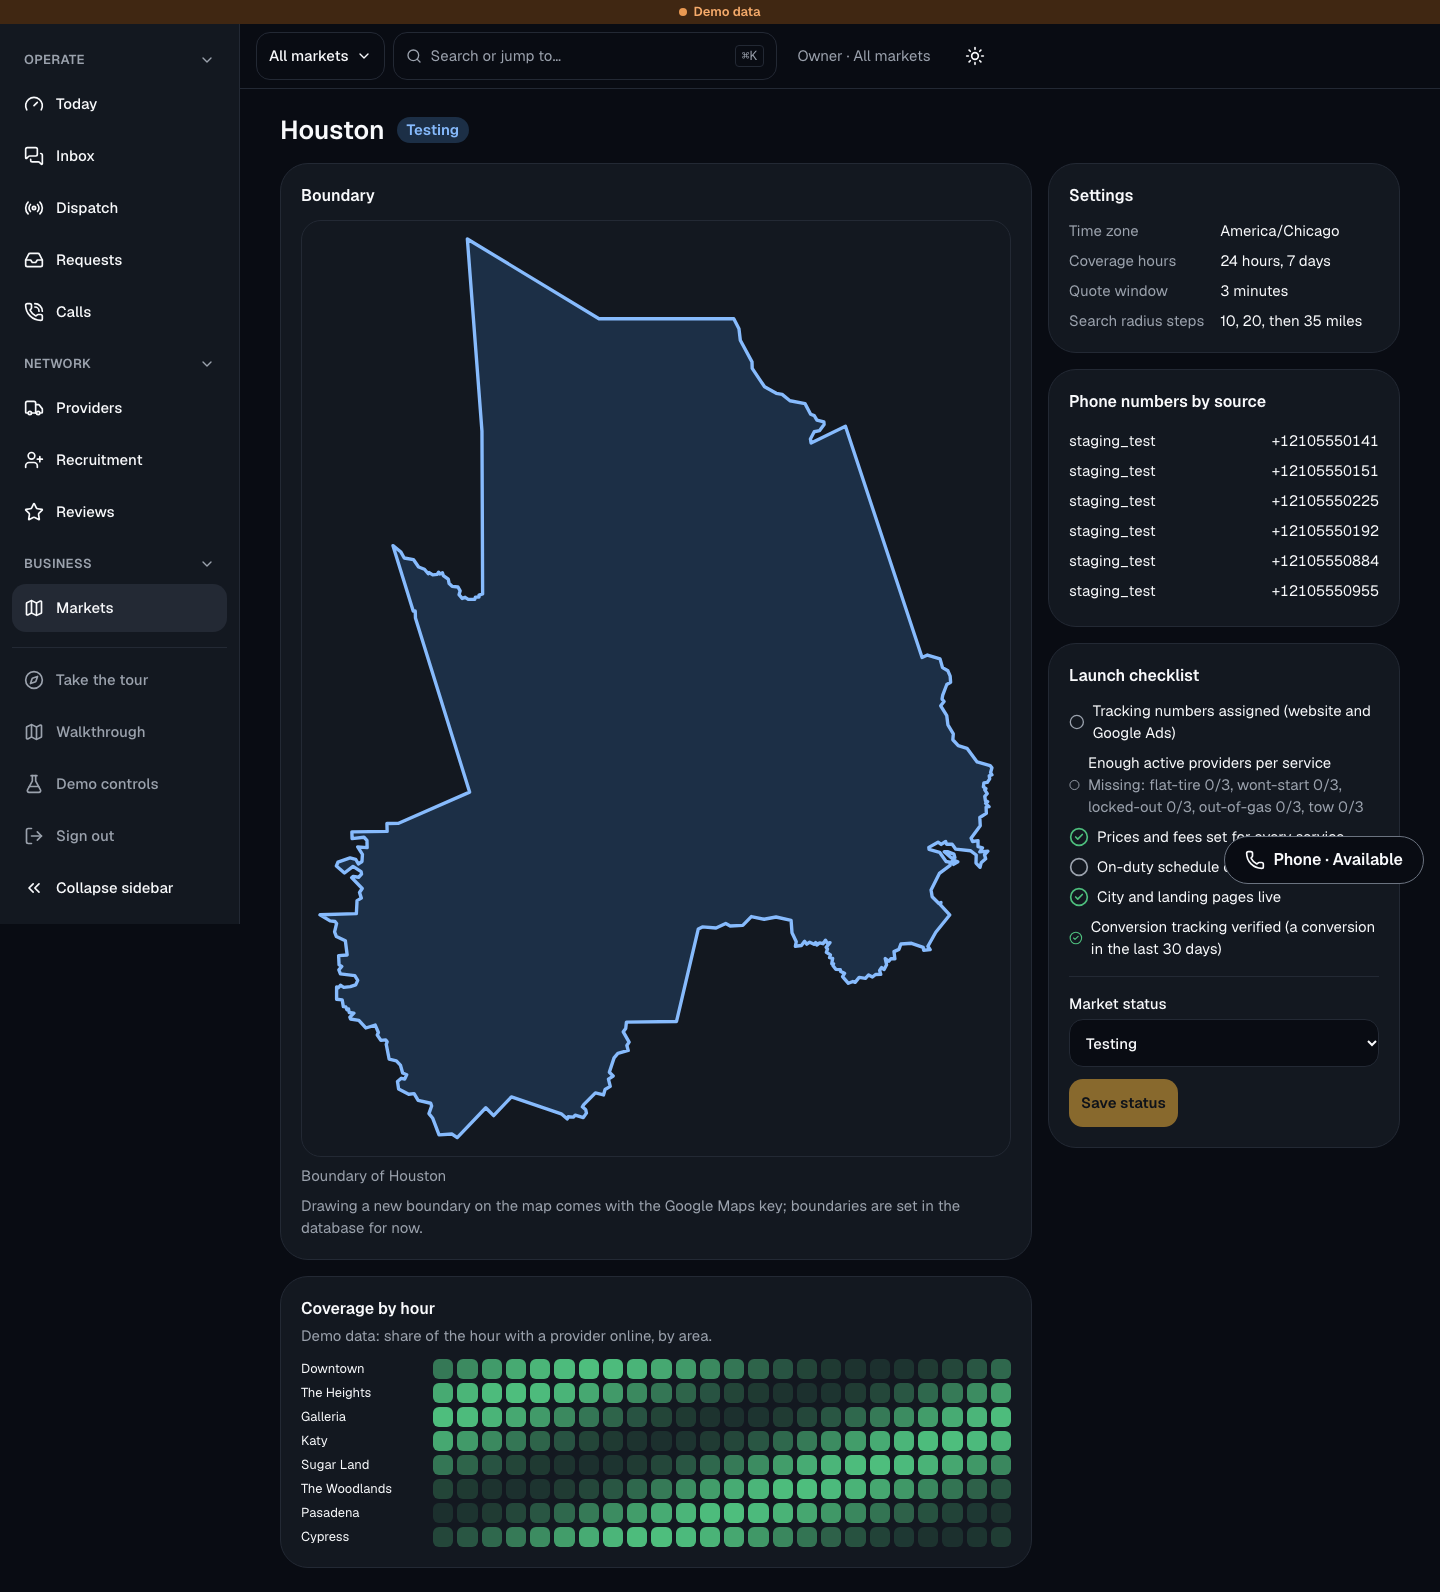 Demo data
OPERATE
Today
Inbox
Dispatch
Requests
Calls
NETWORK
Providers
Recruitment
Reviews
BUSINESS
Markets
Take the tour
Walkthrough
Demo controls
Sign out
Collapse sidebar
All markets
Search or jump to...
⌘K
Owner · All markets
Houston
Testing
Boundary
Boundary of Houston
Drawing a new boundary on the map comes with the Google Maps key; boundaries are set in the
database for now.
Coverage by hour
Demo data: share of the hour with a provider online, by area.
Downtown
The Heights
Galleria
Katy
Sugar Land
The Woodlands
Pasadena
Cypress
Settings
Time zone America/Chicago
Coverage hours 24 hours, 7 days
Quote window 3 minutes
Search radius steps 10, 20, then 35 miles
Phone numbers by source
staging_test +12105550141
staging_test +12105550151
staging_test +12105550225
staging_test +12105550192
staging_test +12105550884
staging_test +12105550955
Launch checklist
Tracking numbers assigned (website and
Google Ads)
Enough active providers per service
Missing: flat-tire 0/3, wont-start 0/3,
locked-out 0/3, out-of-gas 0/3, tow 0/3
Prices and fees set for every service
On-duty schedule
Phone · Available
City and landing pages live
Conversion tracking verified (a conversion
in the last 30 days)
Market status
Testing
Save status